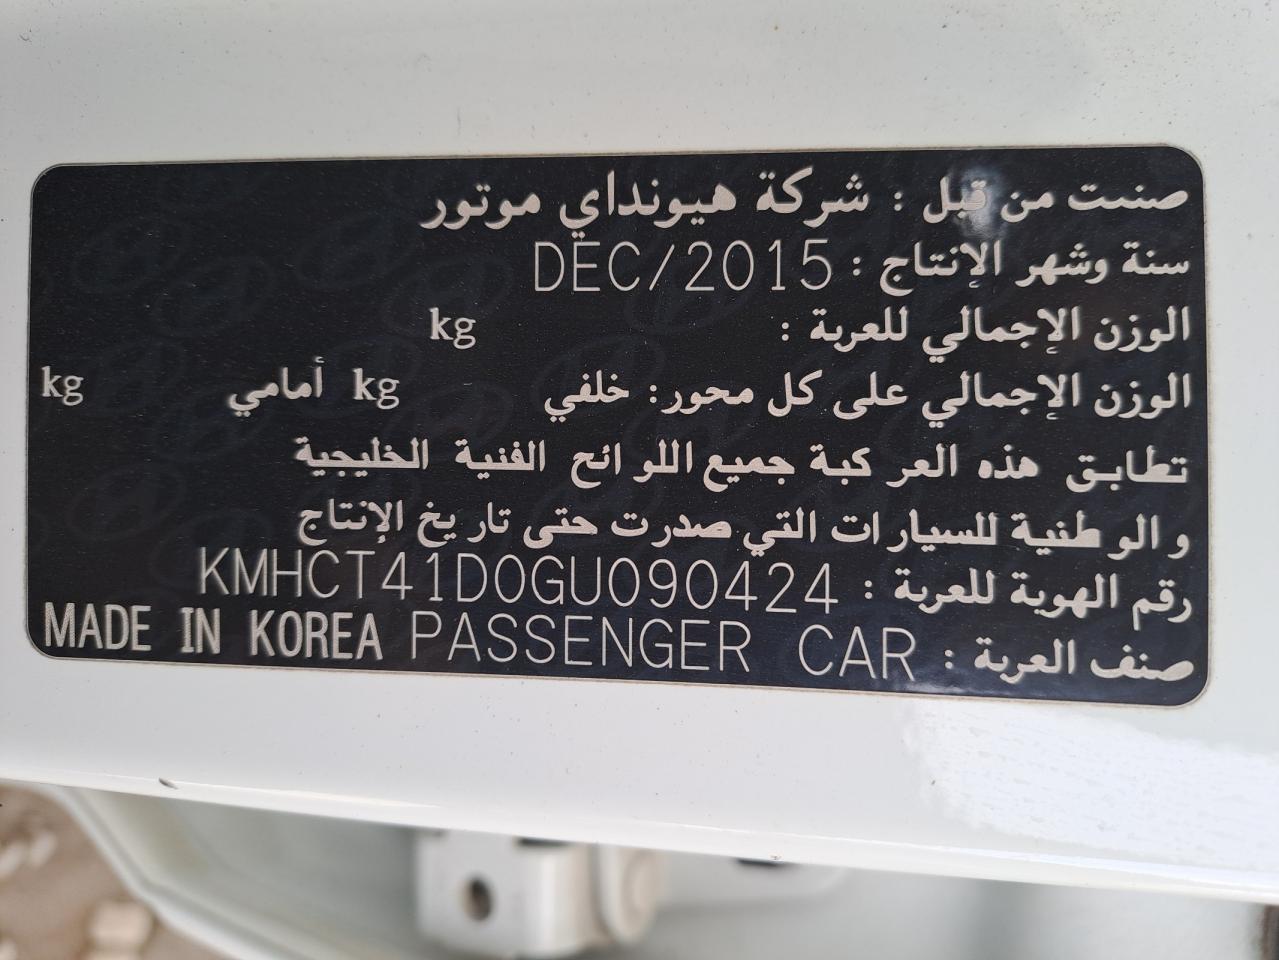 صنعت من قبل : شركة هيونداي موتور
سنة وشهر الإنتاج : DEC/2015
الوزن الإجمالي للعربة : kg
الوزن الإجمالي على كل محور: خلفي kg أمامي kg
تطابق هذه العركبة جميع اللوائح الفنية الخليجية
والوطنية للسيارات التي صدرت حتى تاريخ الإنتاج
رقم الهوية للعربة : KMHCT41D0GU090424
صنف العربة : PASSENGER CAR MADE IN KOREA